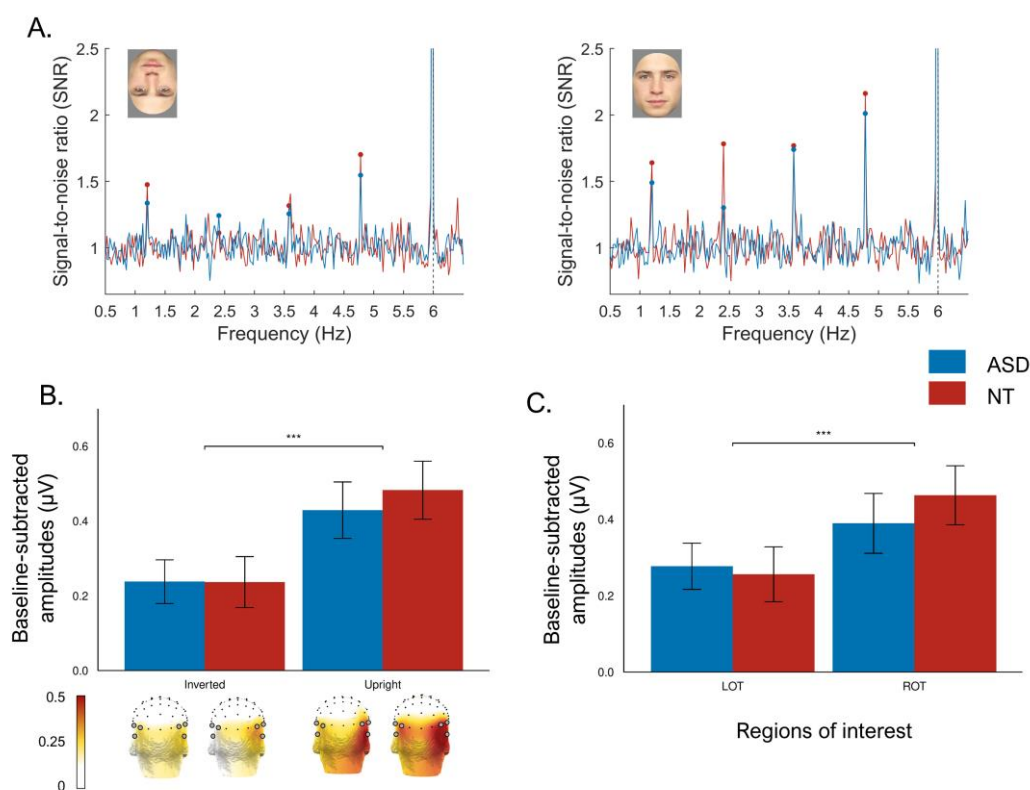 A.
Signal-to-noise ratio (SNR)
2.5
2
1.5
1
0.5 1 1.5 2 2.5 3 3.5 4 4.5 5 5.5 6
Frequency (Hz)
Signal-to-noise ratio (SNR)
2.5
2
1.5
1
0.5 1 1.5 2 2.5 3 3.5 4 4.5 5 5.5 6
Frequency (Hz)
ASD
NT
B.
Baseline-subtracted
amplitudes (µV)
0.6
0.4
0.2
0.0
***
Inverted Upright
0.5
0.25
0
C.
Baseline-subtracted
amplitudes (µV)
0.6
0.4
0.2
0.0
***
LOT ROT
Regions of interest